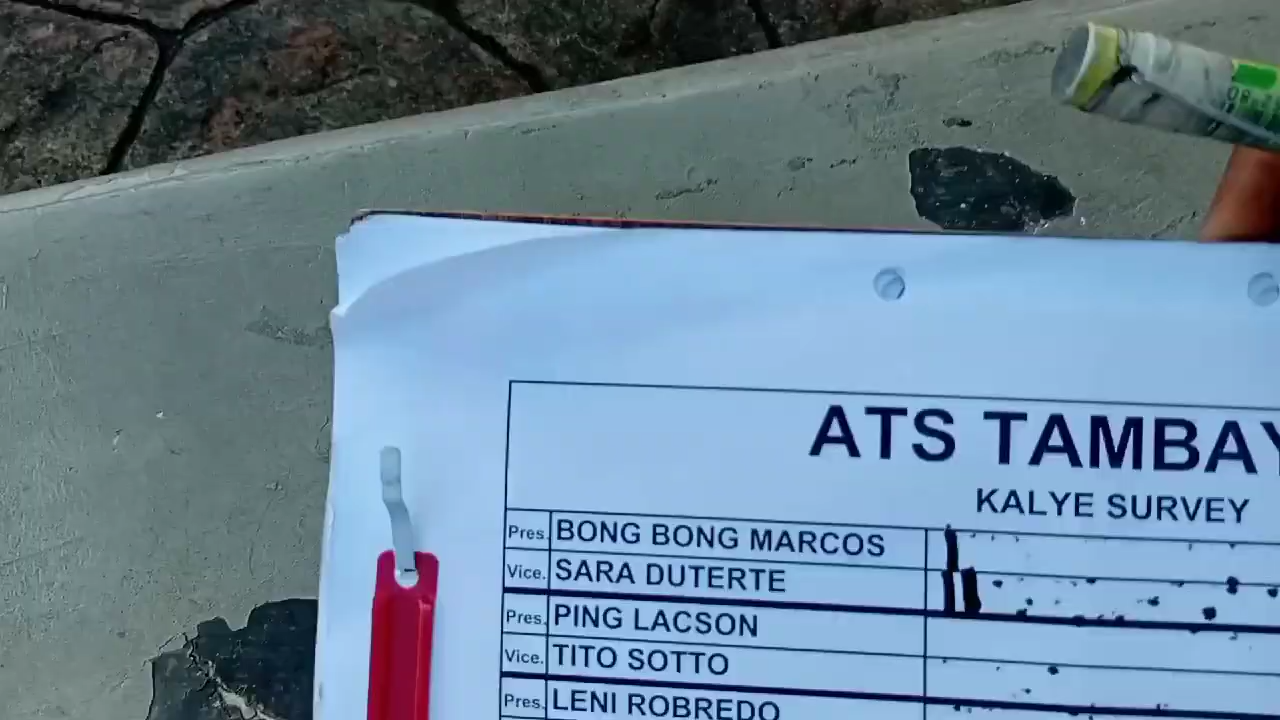 ATS TAMBAY
KALYE SURVEY
Pres. BONG BONG MARCOS
Vice. SARA DUTERTE
Pres. PING LACSON
Vice. TITO SOTTO
Pres. LENI ROBREDO